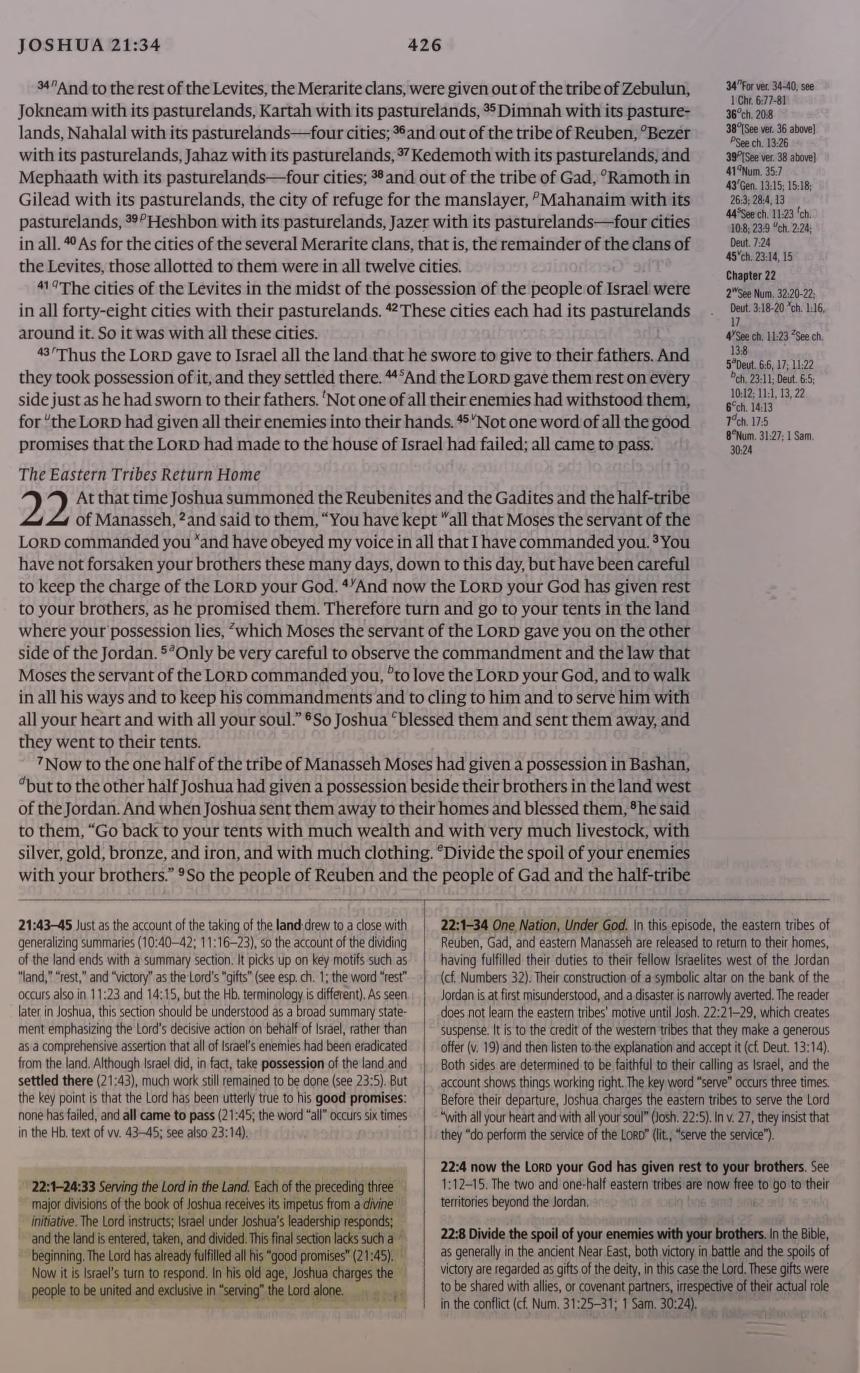 JOSHUA 21:34
426
34 nAnd to the rest of the Levites, the Merarite clans, were given out of the tribe of Zebulun,
Jokneam with its pasturelands, Kartah with its pasturelands, 35 Dimnah with its pasture-
lands, Nahalal with its pasturelands—four cities; 36 and out of the tribe of Reuben, oBezer
with its pasturelands, Jahaz with its pasturelands, 37 Kedemoth with its pasturelands, and
Mephaath with its pasturelands—four cities; 38 and out of the tribe of Gad, oRamoth in
Gilead with its pasturelands, the city of refuge for the manslayer, pMahanaim with its
pasturelands, 39 pHeshbon with its pasturelands, Jazer with its pasturelands—four cities
in all. 40 As for the cities of the several Merarite clans, that is, the remainder of the clans of
the Levites, those allotted to them were in all twelve cities.
41 qThe cities of the Levites in the midst of the possession of the people of Israel were
in all forty-eight cities with their pasturelands. 42 These cities each had its pasturelands
around it. So it was with all these cities.
43 rThus the LORD gave to Israel all the land that he swore to give to their fathers. And
they took possession of it, and they settled there. 44 sAnd the LORD gave them rest on every
side just as he had sworn to their fathers. tNot one of all their enemies had withstood them,
for uthe LORD had given all their enemies into their hands. 45 vNot one word of all the good
promises that the LORD had made to the house of Israel had failed; all came to pass.
The Eastern Tribes Return Home
22 At that time Joshua summoned the Reubenites and the Gadites and the half-tribe
of Manasseh, 2 and said to them, “You have kept wall that Moses the servant of the
LORD commanded you xand have obeyed my voice in all that I have commanded you. 3 You
have not forsaken your brothers these many days, down to this day, but have been careful
to keep the charge of the LORD your God. 4 yAnd now the LORD your God has given rest
to your brothers, as he promised them. Therefore turn and go to your tents in the land
where your possession lies, zwhich Moses the servant of the LORD gave you on the other
side of the Jordan. 5 aOnly be very careful to observe the commandment and the law that
Moses the servant of the LORD commanded you, bto love the LORD your God, and to walk
in all his ways and to keep his commandments and to cling to him and to serve him with
all your heart and with all your soul.” 6 So Joshua cblessed them and sent them away, and
they went to their tents.
7 Now to the one half of the tribe of Manasseh Moses had given a possession in Bashan,
dbut to the other half Joshua had given a possession beside their brothers in the land west
of the Jordan. And when Joshua sent them away to their homes and blessed them, 8 he said
to them, “Go back to your tents with much wealth and with very much livestock, with
silver, gold, bronze, and iron, and with much clothing. eDivide the spoil of your enemies
with your brothers.” 9 So the people of Reuben and the people of Gad and the half-tribe
34 nFor ver. 34-40, see
1 Chr. 6:77-81
36 och. 20:8
38 o[See ver. 36 above]
pSee ch. 13:26
39 p[See ver. 38 above]
41 qNum. 35:7
43 rGen. 13:15; 15:18;
26:3; 28:4, 13
44 sSee ch. 11:23 tch.
10:8; 23:9 uch. 2:24;
Deut. 7:24
45 vch. 23:14, 15
Chapter 22
2 wSee Num. 32:20-22;
Deut. 3:18-20 xch. 1:16,
17
4 ySee ch. 11:23 zSee ch.
13:8
5 aDeut. 6:6, 17; 11:22
bch. 23:11; Deut. 6:5;
10:12; 11:1, 13, 22
6 cch. 14:13
7 dch. 17:5
8 eNum. 31:27; 1 Sam.
30:24
21:43–45 Just as the account of the taking of the land drew to a close with
generalizing summaries (10:40–42; 11:16–23), so the account of the dividing
of the land ends with a summary section. It picks up on key motifs such as
“land,” “rest,” and “victory” as the Lord’s “gifts” (see esp. ch. 1; the word “rest”
occurs also in 11:23 and 14:15, but the Hb. terminology is different). As seen
later in Joshua, this section should be understood as a broad summary state-
ment emphasizing the Lord’s decisive action on behalf of Israel, rather than
as a comprehensive assertion that all of Israel’s enemies had been eradicated
from the land. Although Israel did, in fact, take possession of the land and
settled there (21:43), much work still remained to be done (see 23:5). But
the key point is that the Lord has been utterly true to his good promises:
none has failed, and all came to pass (21:45; the word “all” occurs six times
in the Hb. text of vv. 43–45; see also 23:14).
22:1–24:33 Serving the Lord in the Land. Each of the preceding three
major divisions of the book of Joshua receives its impetus from a divine
initiative. The Lord instructs; Israel under Joshua’s leadership responds;
and the land is entered, taken, and divided. This final section lacks such a
beginning. The Lord has already fulfilled all his “good promises” (21:45).
Now it is Israel’s turn to respond. In his old age, Joshua charges the
people to be united and exclusive in “serving” the Lord alone.
22:1–34 One Nation, Under God. In this episode, the eastern tribes of
Reuben, Gad, and eastern Manasseh are released to return to their homes,
having fulfilled their duties to their fellow Israelites west of the Jordan
(cf. Numbers 32). Their construction of a symbolic altar on the bank of the
Jordan is at first misunderstood, and a disaster is narrowly averted. The reader
does not learn the eastern tribes’ motive until Josh. 22:21–29, which creates
suspense. It is to the credit of the western tribes that they make a generous
offer (v. 19) and then listen to the explanation and accept it (cf. Deut. 13:14).
Both sides are determined to be faithful to their calling as Israel, and the
account shows things working right. The key word “serve” occurs three times.
Before their departure, Joshua charges the eastern tribes to serve the Lord
“with all your heart and with all your soul” (Josh. 22:5). In v. 27, they insist that
they “do perform the service of the LORD” (lit., “serve the service”).
22:4 now the LORD your God has given rest to your brothers. See
1:12–15. The two and one-half eastern tribes are now free to go to their
territories beyond the Jordan.
22:8 Divide the spoil of your enemies with your brothers. In the Bible,
as generally in the ancient Near East, both victory in battle and the spoils of
victory are regarded as gifts of the deity, in this case the Lord. These gifts were
to be shared with allies, or covenant partners, irrespective of their actual role
in the conflict (cf. Num. 31:25–31; 1 Sam. 30:24).